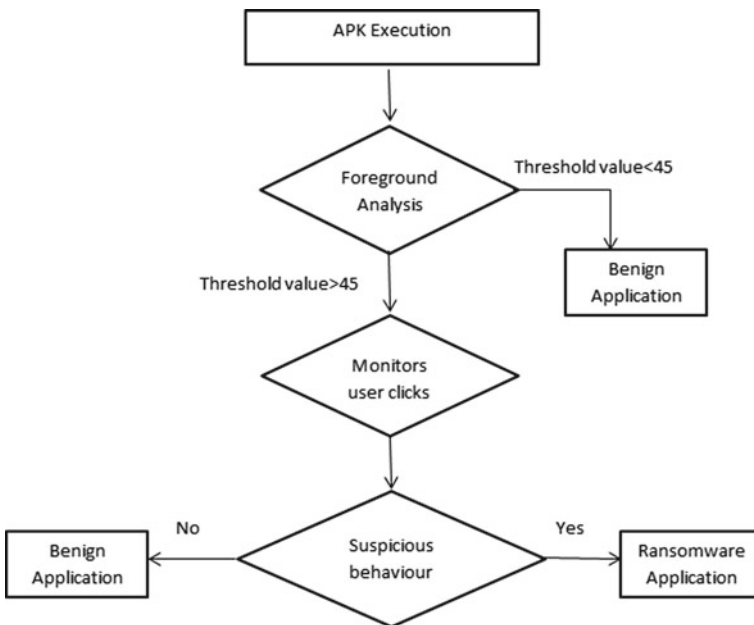 APK Execution
Foreground
Analysis
Threshold value<45
Benign
Application
Threshold value>45
Monitors
user clicks
Suspicious
behaviour
No
Benign
Application
Yes
Ransomware
Application